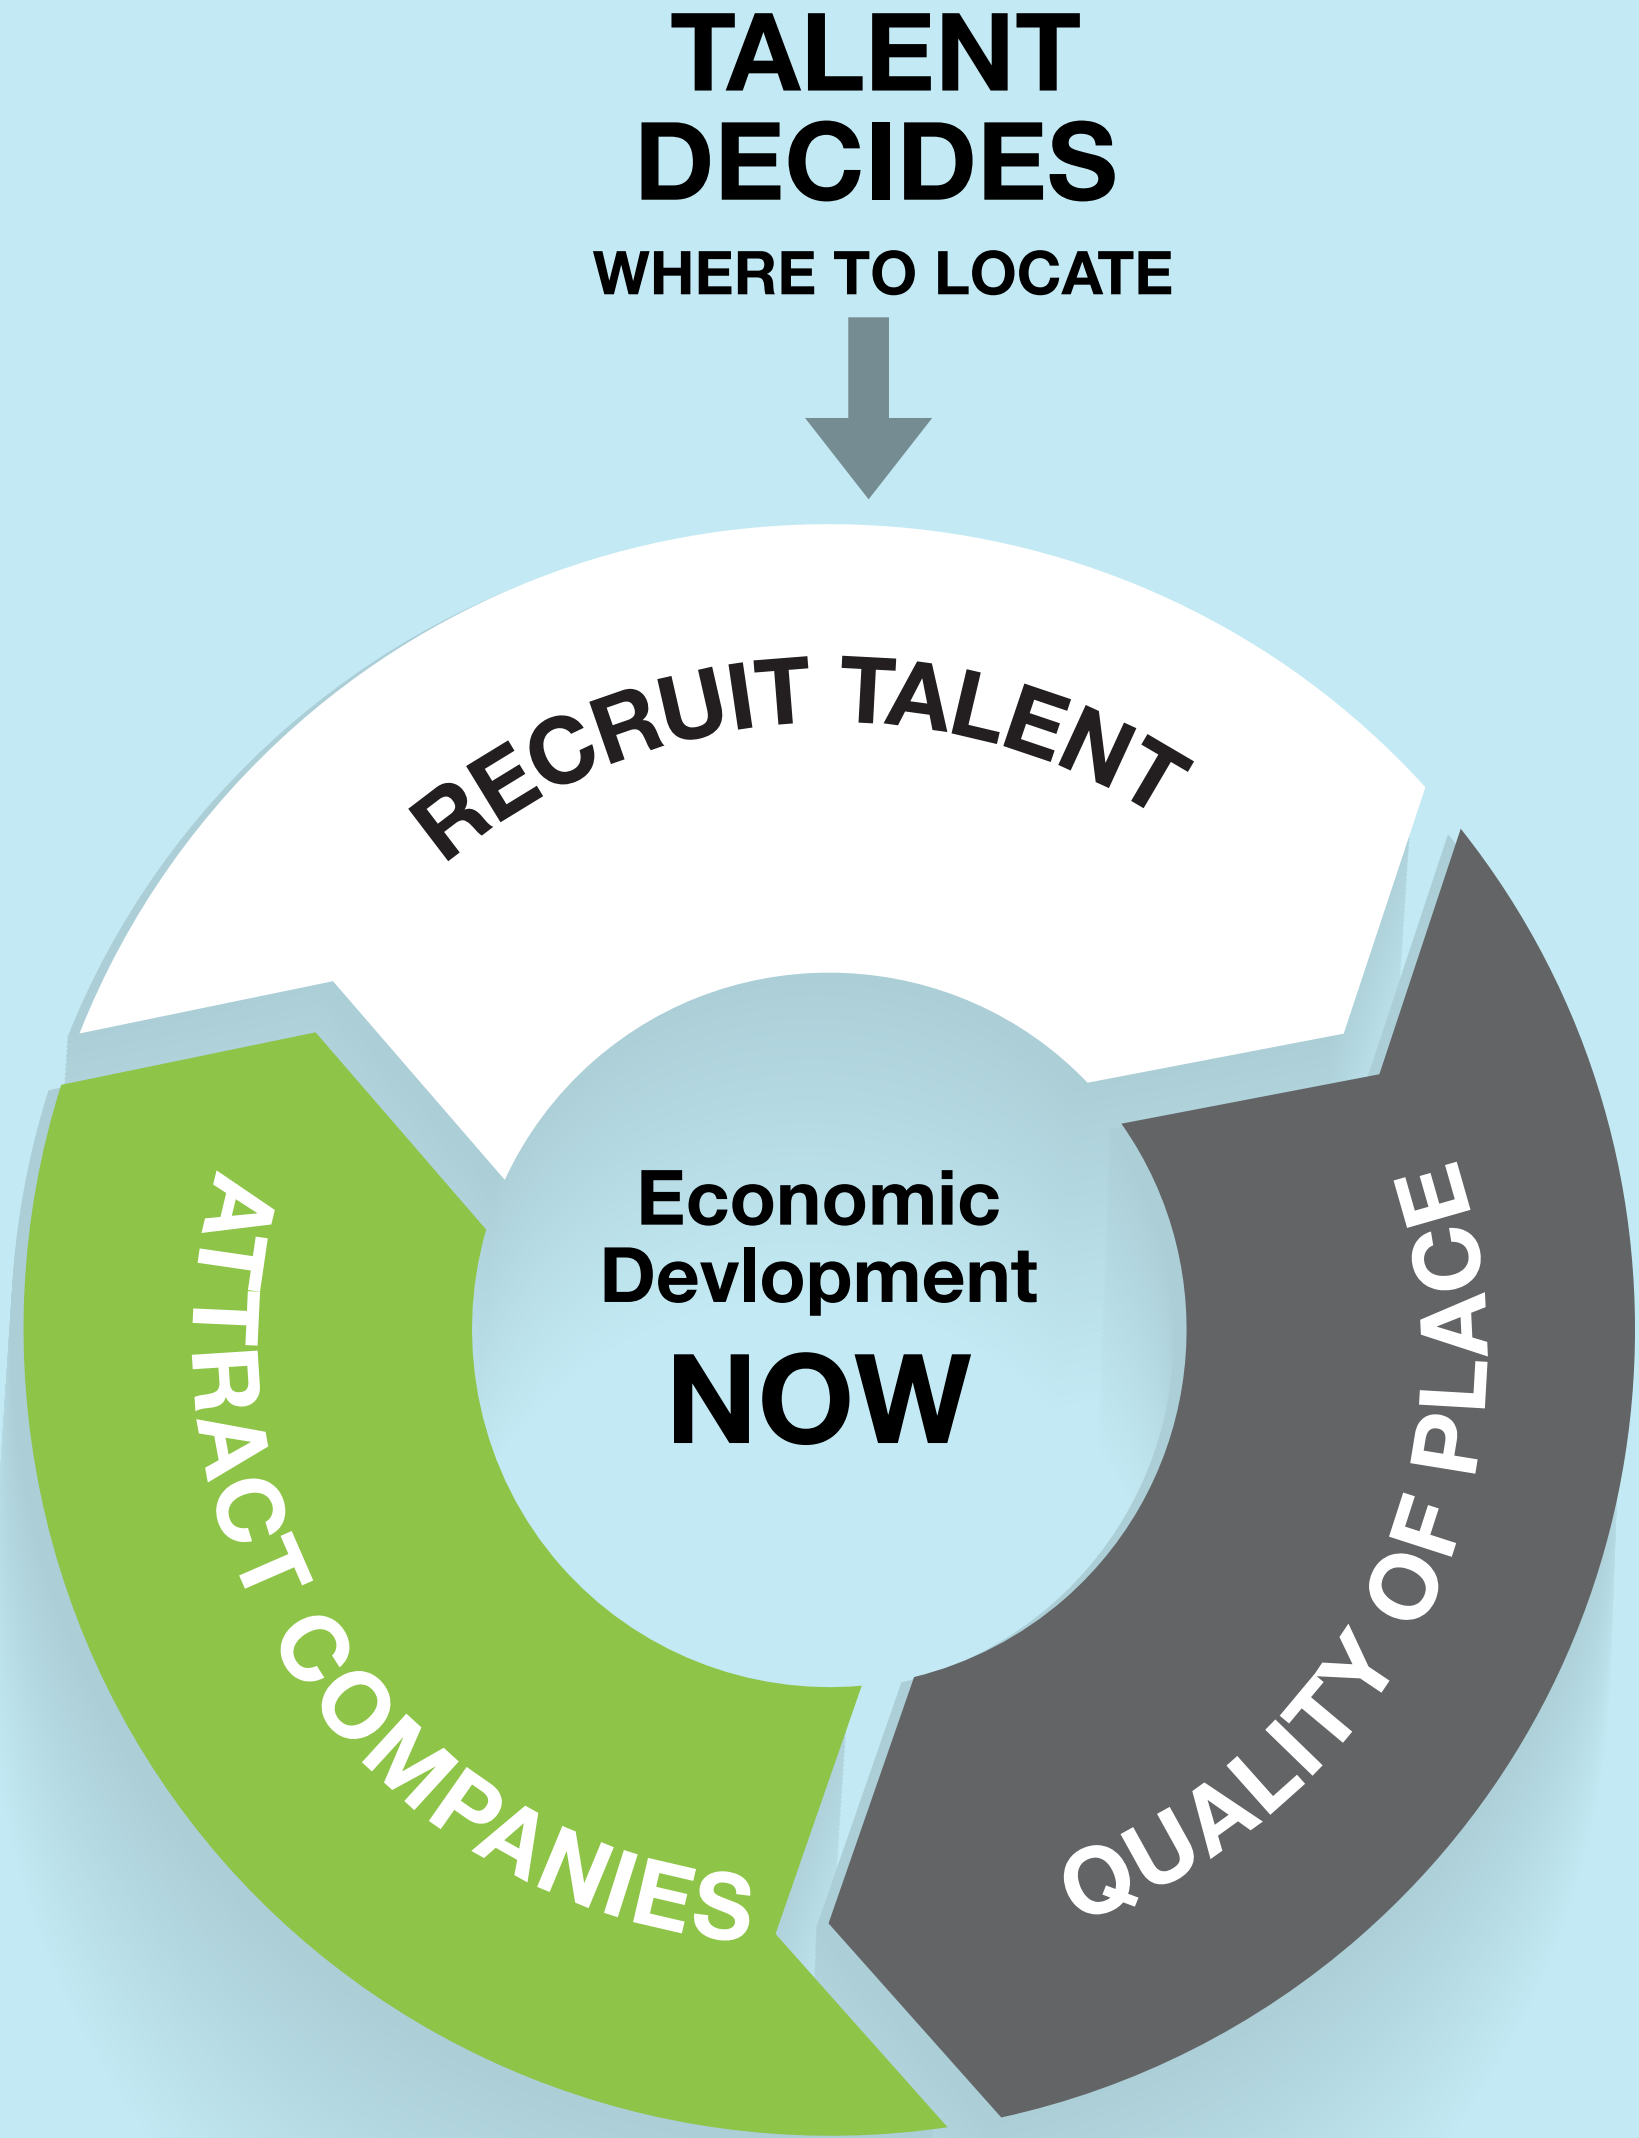 TALENT
DECIDES
WHERE TO LOCATE
RECRUIT TALENT
Economic
Devlopment
NOW
QUALITY OF PLACE
ATTRACT COMPANIES